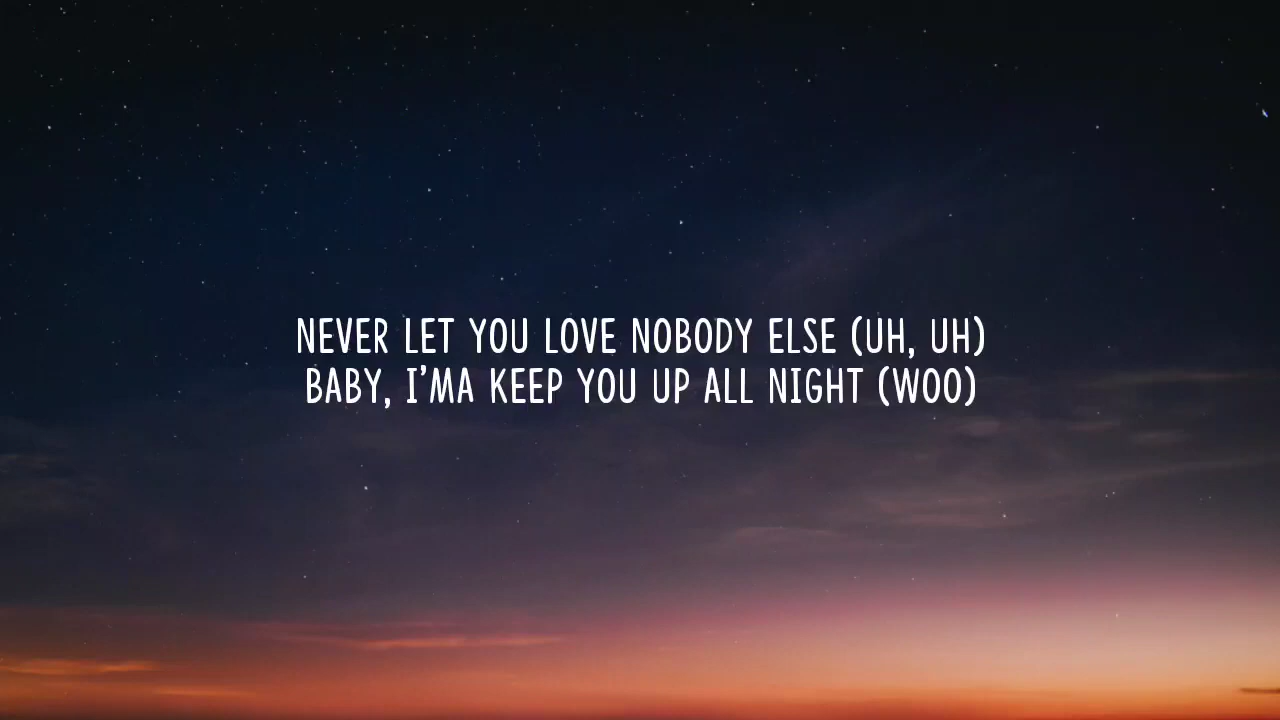 NEVER LET YOU LOVE NOBODY ELSE (UH, UH)
BABY, I'MA KEEP YOU UP ALL NIGHT (WOO)